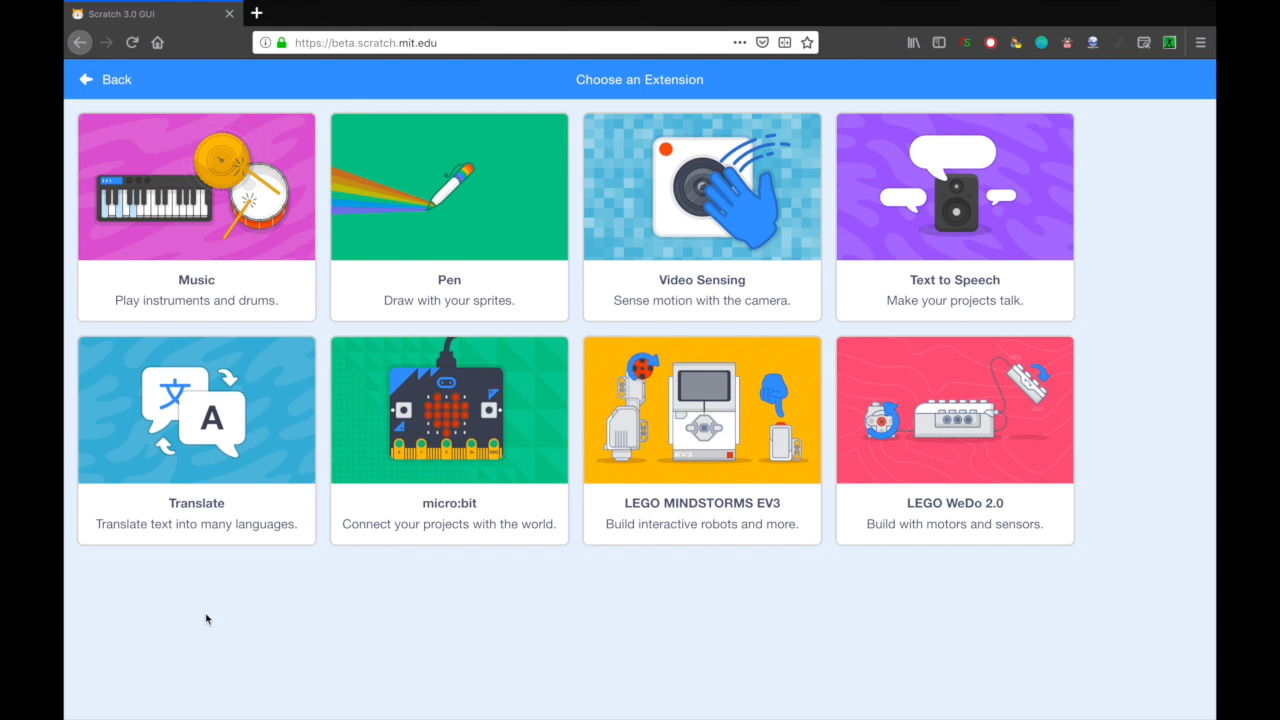 Scratch 3.0 GUI
https://beta.scratch.mit.edu
Back
Choose an Extension
Music
Play instruments and drums.
Pen
Draw with your sprites.
Video Sensing
Sense motion with the camera.
Text to Speech
Make your projects talk.
文
A
Translate
Translate text into many languages.
micro:bit
Connect your projects with the world.
EV3
LEGO MINDSTORMS EV3
Build interactive robots and more.
LEGO WeDo 2.0
Build with motors and sensors.